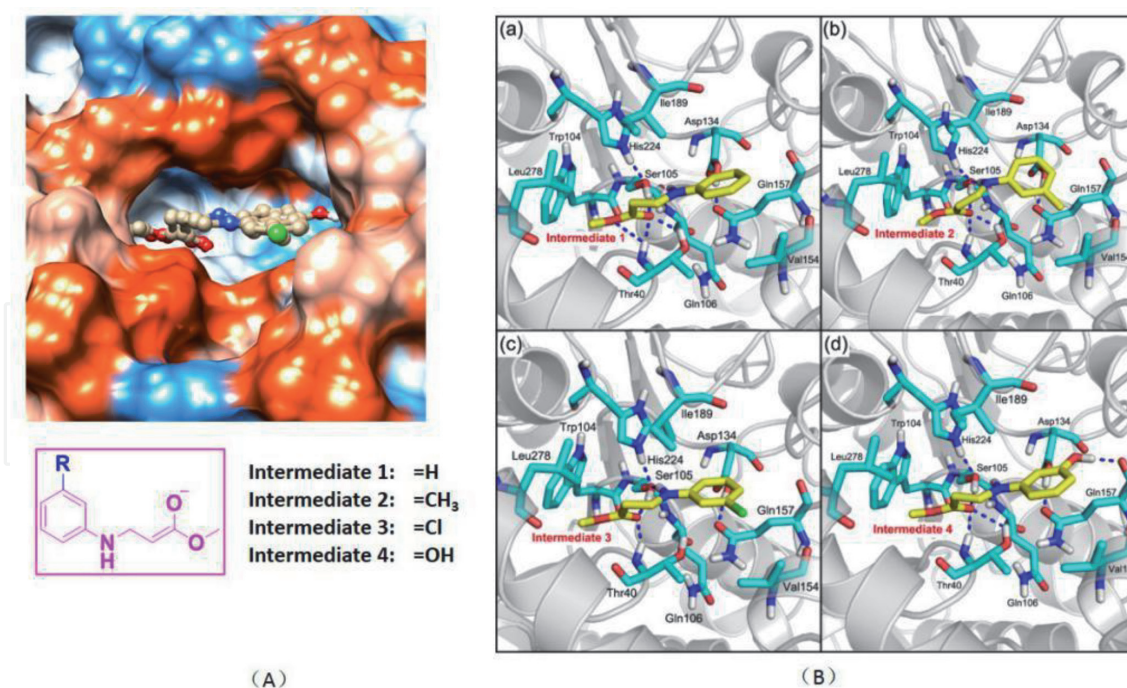 R
O⁻
N
H
O
Intermediate 1: =H
Intermediate 2: =CH₃
Intermediate 3: =Cl
Intermediate 4: =OH
(A)
(a)
Ile189
Trp104
Asp134
His224
Leu278
Ser105
Gln157
Intermediate 1
Val154
Thr40
Gln106
(b)
Ile189
Trp104
Asp134
His224
Leu278
Ser105
Gln157
Intermediate 2
Val154
Thr40
Gln106
(c)
Ile189
Trp104
Asp134
Leu278
His224
Ser105
Gln157
Intermediate 3
Val154
Thr40
Gln106
(d)
Ile189
Trp104
Asp134
His224
Leu278
Ser105
Gln157
Intermediate 4
Val1
Thr40
Gln106
(B)